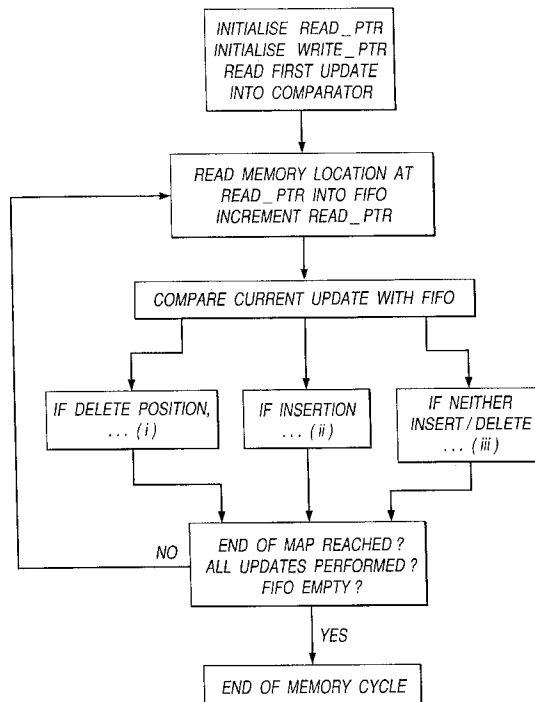 INITIALISE READ_PTR
INITIALISE WRITE_PTR
READ FIRST UPDATE
INTO COMPARATOR
READ MEMORY LOCATION AT
READ_PTR INTO FIFO
INCREMENT READ_PTR
COMPARE CURRENT UPDATE WITH FIFO
IF DELETE POSITION,
... (i)
IF INSERTION
... (ii)
IF NEITHER
INSERT/DELETE
... (iii)
NO
END OF MAP REACHED?
ALL UPDATES PERFORMED?
FIFO EMPTY?
YES
END OF MEMORY CYCLE